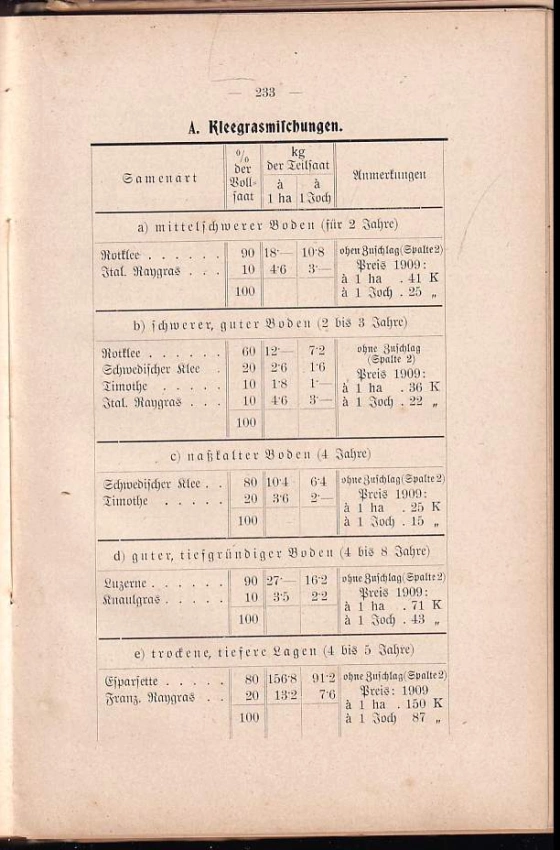 — 233 —
A. Kleegrasmischungen.
Samenart | % der Voll-saat | kg der Teilsaat à 1 ha | à 1 Joch | Anmerkungen
a) mittelschwerer Boden (für 2 Jahre)
Rotklee . . . . . . 90 18·— 10·8 ohen Zuschlag (Spalte 2)
Ital. Raygras . . . 10 4·6 3·— Preis 1909:
à 1 ha . 41 K
100 à 1 Joch . 25 „
b) schwerer, guter Boden (2 bis 3 Jahre)
Rotklee . . . . . . 60 12·— 7·2 ohne Zuschlag
(Spalte 2)
Schwedischer Klee . 20 2·6 1·6 Preis 1909:
Timothe . . . . . 10 1·8 1·— à 1 ha . 36 K
Ital. Raygras . . . 10 4·6 3·— à 1 Joch . 22 „
100
c) naßkalter Boden (4 Jahre)
Schwedischer Klee . . 80 10·4 6·4 ohne Zuschlag (Spalte 2)
Timothe . . . . . 20 3·6 2·— Preis 1909:
à 1 ha . 25 K
100 à 1 Joch . 15 „
d) guter, tiefgründiger Boden (4 bis 8 Jahre)
Luzerne . . . . . . 90 27·— 16·2 ohne Zuschlag (Spalte 2)
Knaulgras . . . . . 10 3·5 2·2 Preis 1909:
à 1 ha . 71 K
100 à 1 Joch . 43 „
e) trockene, tiefere Lagen (4 bis 5 Jahre)
Esparsette . . . . . 80 156·8 91·2 ohne Zuschlag (Spalte 2)
Franz. Raygras . . 20 13·2 7·6 Preis: 1909
à 1 ha . 150 K
100 à 1 Joch 87 „